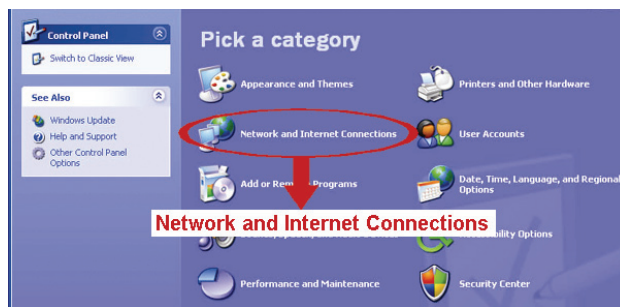 Control Panel
Switch to Classic View
See Also
Windows Update
Help and Support
Other Control Panel
Options
Pick a category
Appearance and Themes
Printers and Other Hardware
Network and Internet Connections
User Accounts
Add or Programs
Date, Time, Language, and Regional
Options
Network and Internet Connections
Options
Performance and Maintenance
Security Center